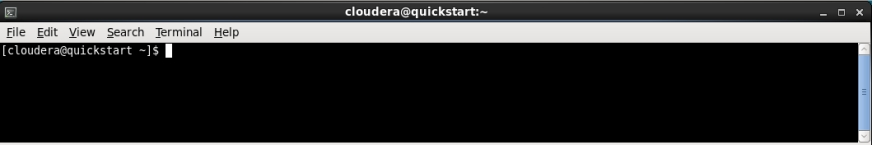 cloudera@quickstart:~
File Edit View Search Terminal Help
[cloudera@quickstart ~]$